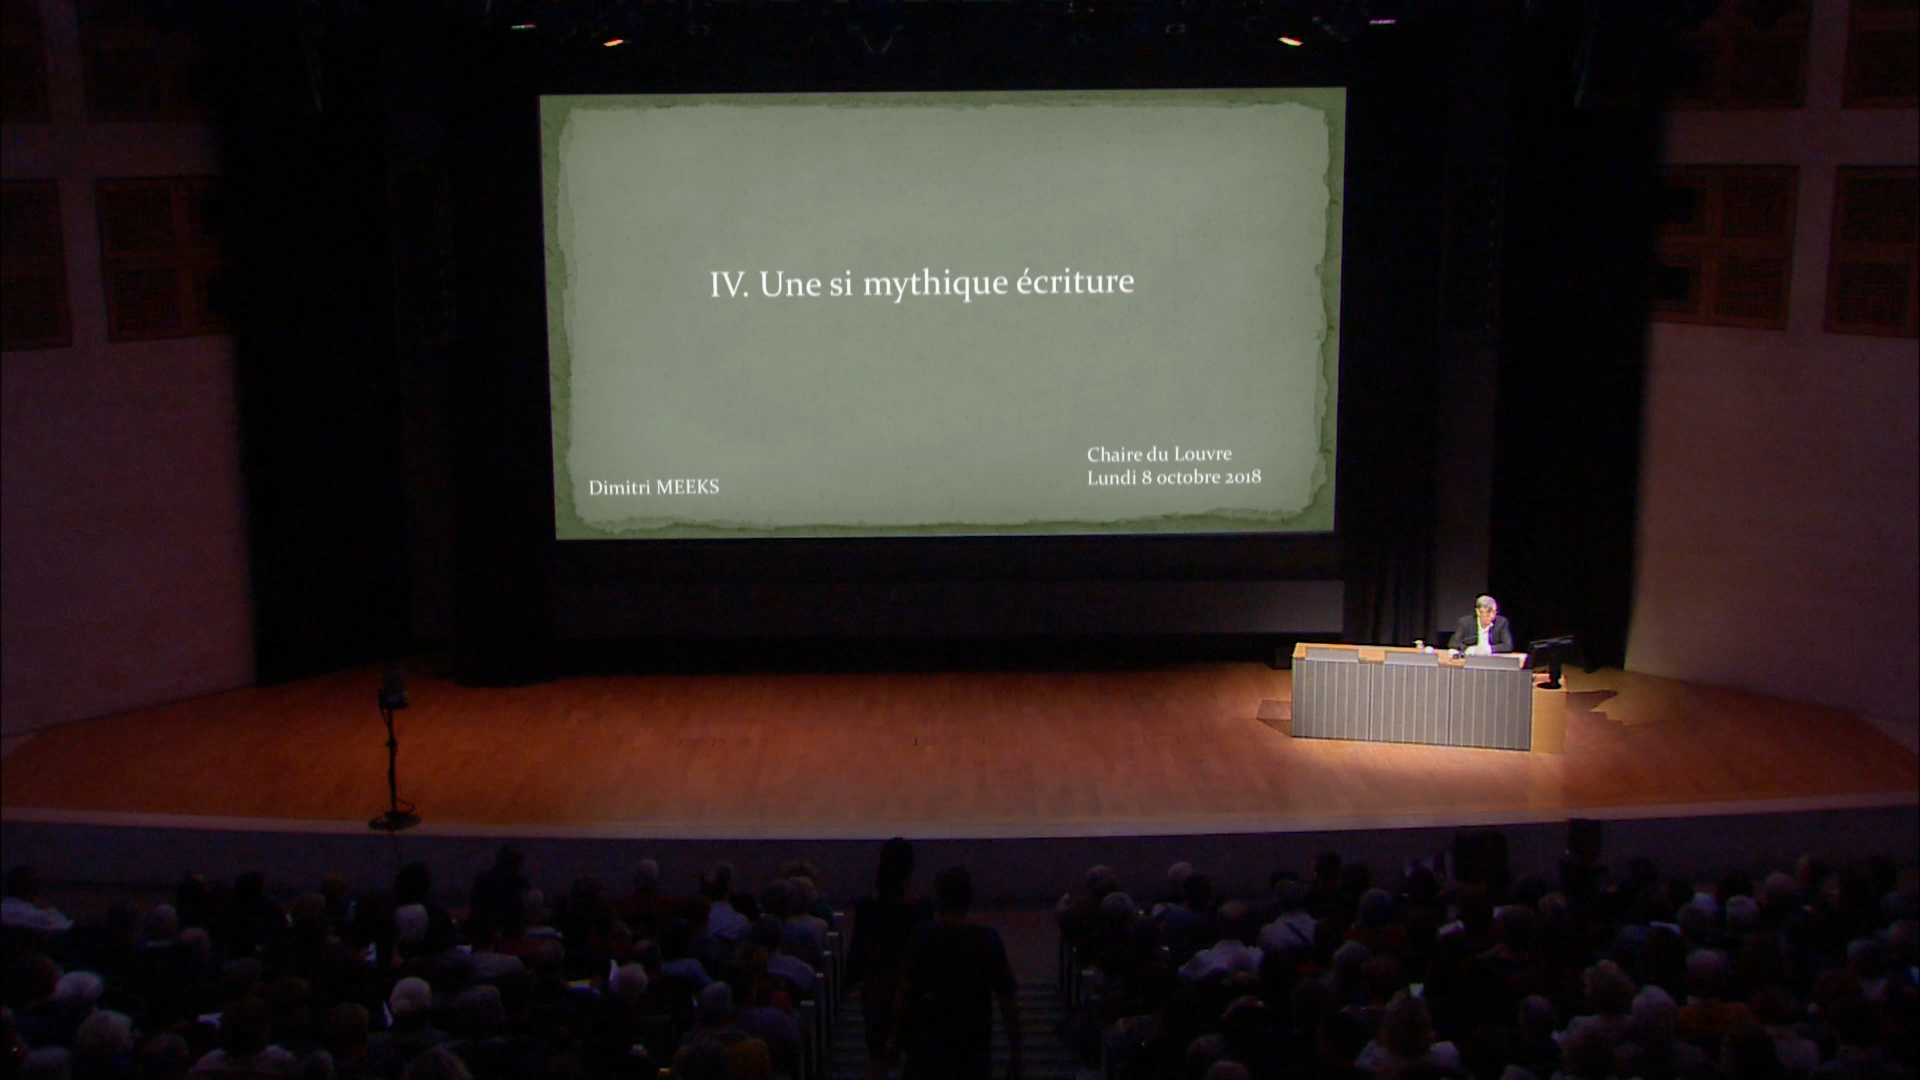 IV. Une si mythique écriture
Dimitri MEEKS
Chaire du Louvre
Lundi 8 octobre 2018